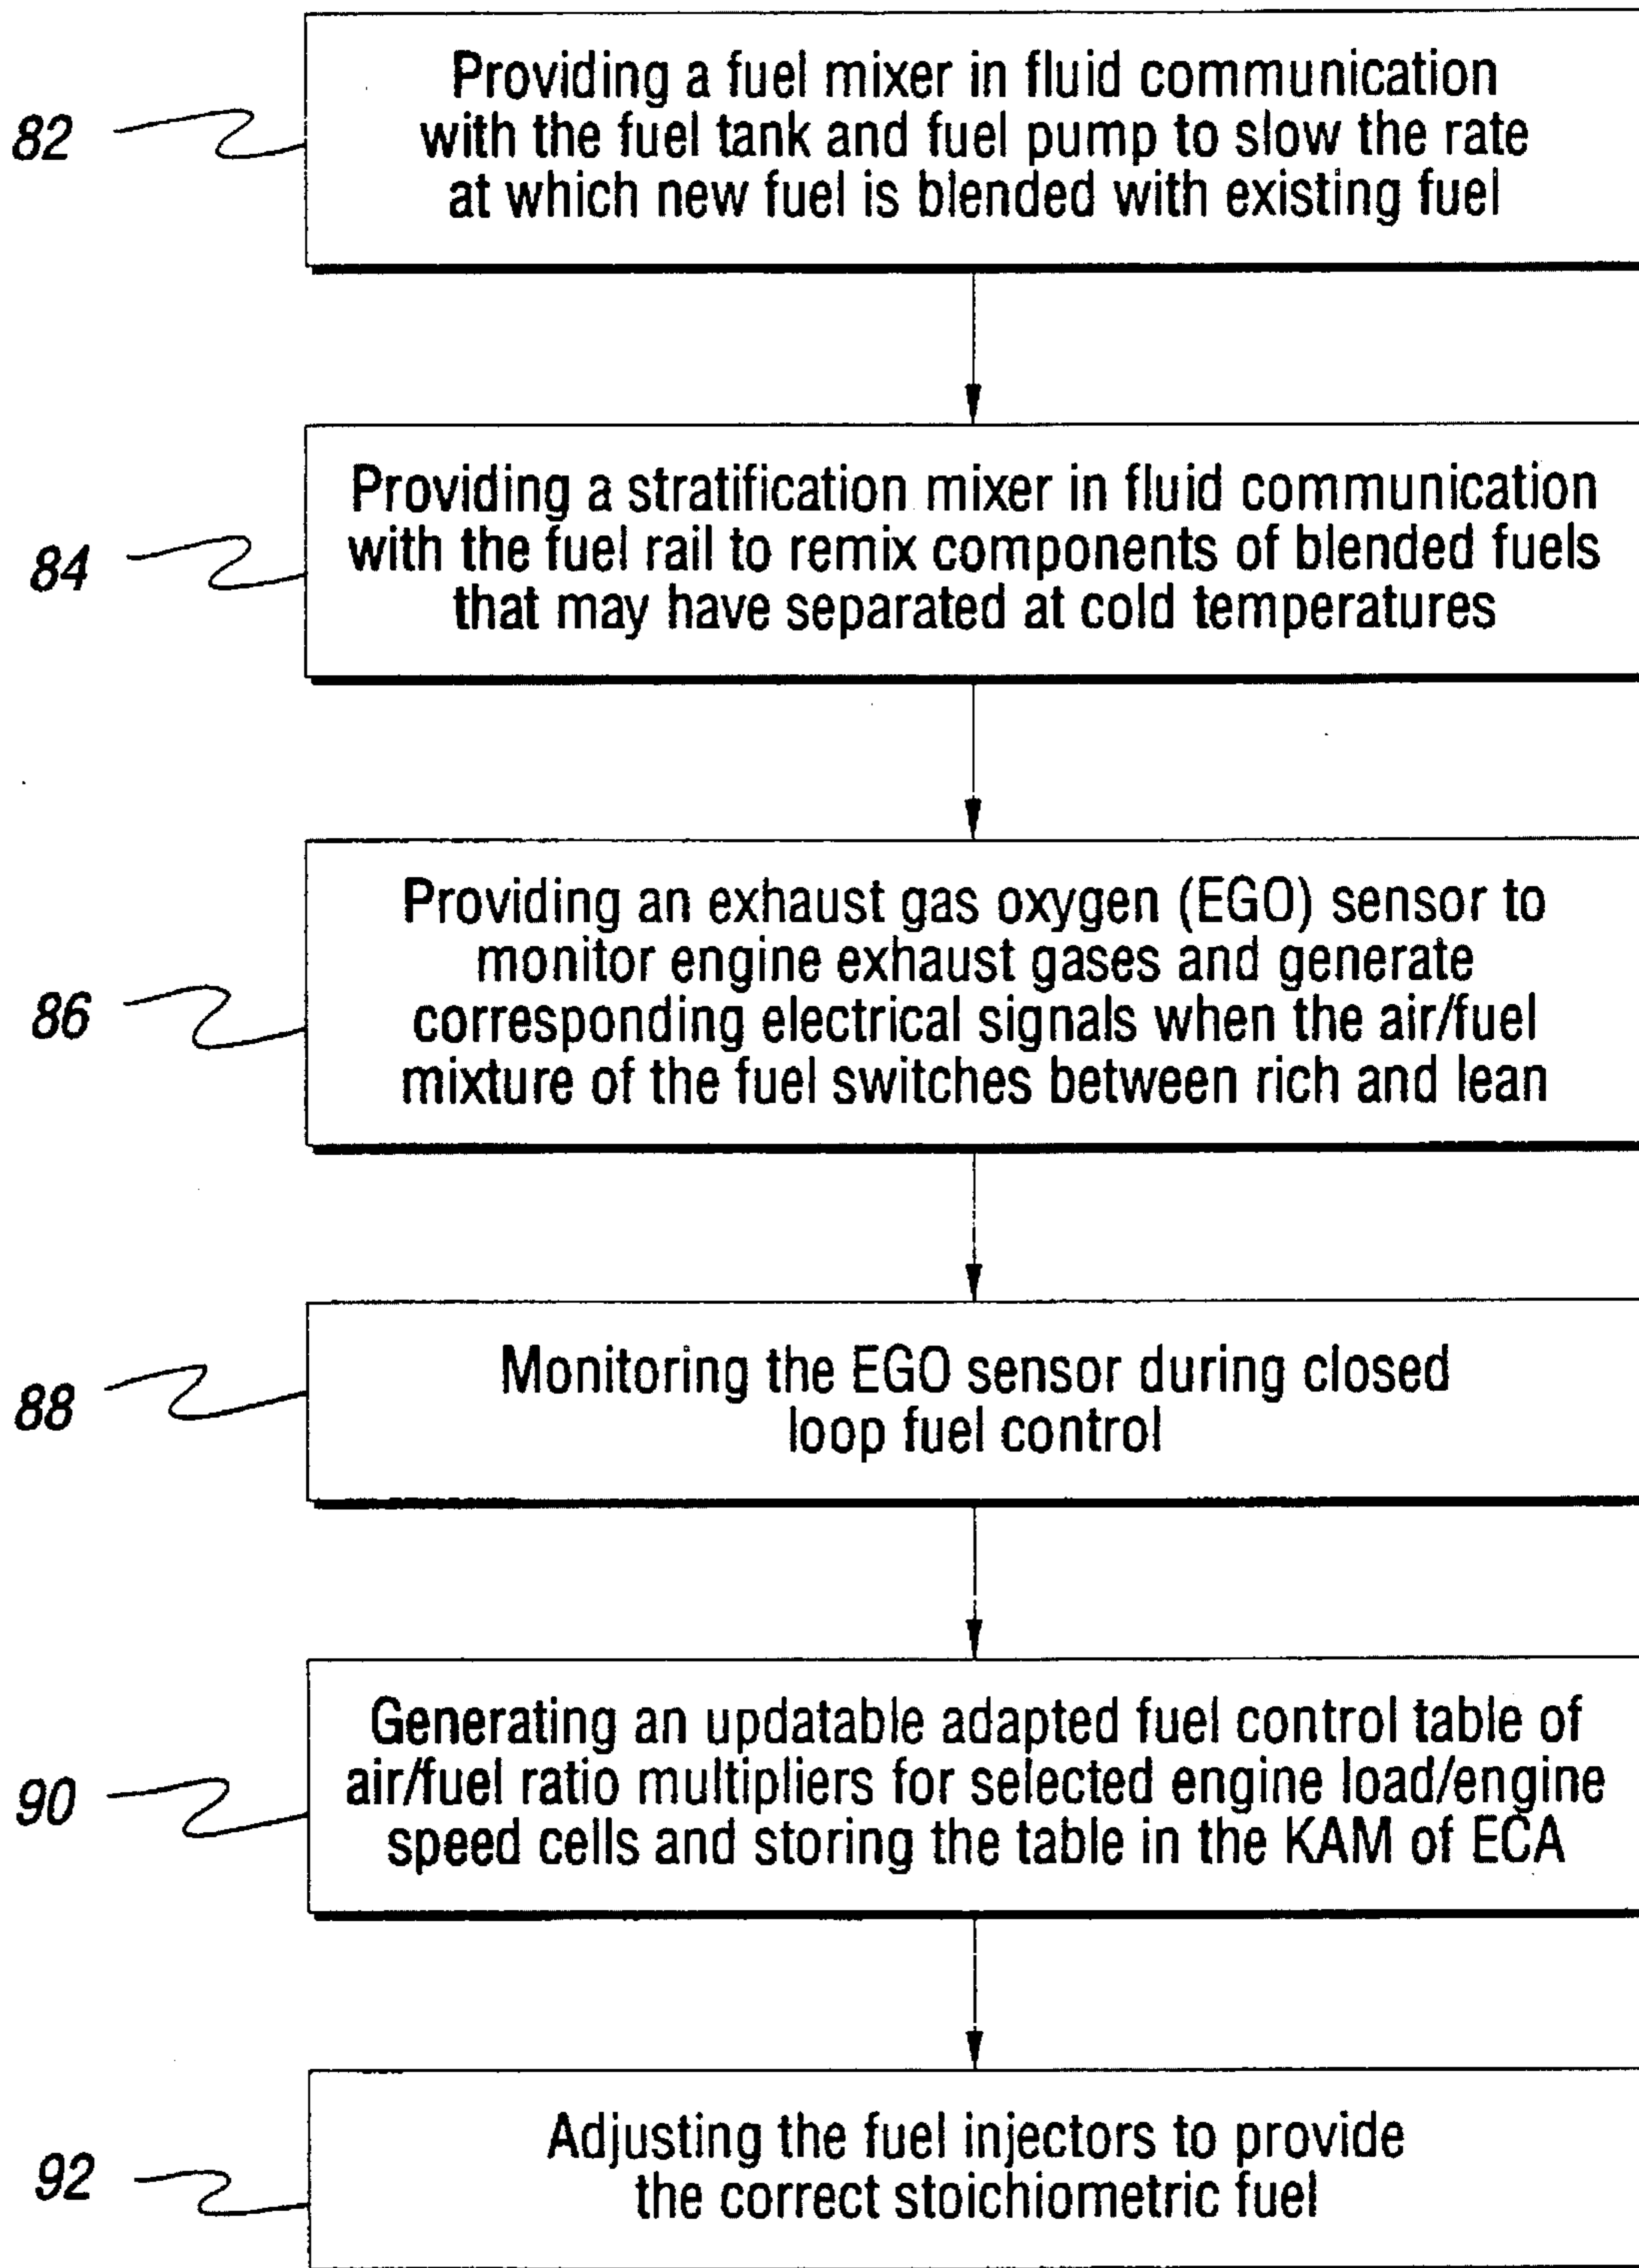 82
Providing a fuel mixer in fluid communication
with the fuel tank and fuel pump to slow the rate
at which new fuel is blended with existing fuel
84
Providing a stratification mixer in fluid communication
with the fuel rail to remix components of blended fuels
that may have separated at cold temperatures
86
Providing an exhaust gas oxygen (EGO) sensor to
monitor engine exhaust gases and generate
corresponding electrical signals when the air/fuel
mixture of the fuel switches between rich and lean
88
Monitoring the EGO sensor during closed
loop fuel control
90
Generating an updatable adapted fuel control table of
air/fuel ratio multipliers for selected engine load/engine
speed cells and storing the table in the KAM of ECA
92
Adjusting the fuel injectors to provide
the correct stoichiometric fuel